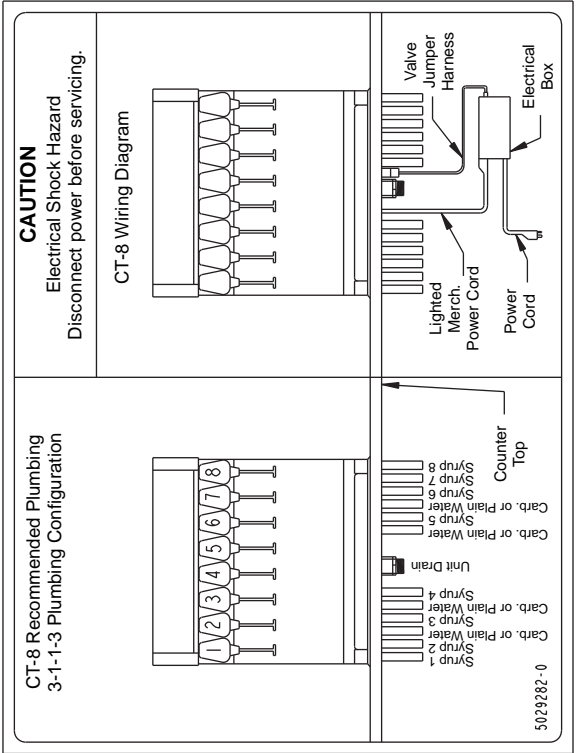 CT-8 Recommended Plumbing
3-1-1-3 Plumbing Configuration
1
2
3
4
5
6
7
8
Syrup 1
Syrup 2
Carb. or Plain Water
Syrup 3
Carb. or Plain Water
Syrup 4
Unit Drain
Carb. or Plain Water
Syrup 5
Carb. or Plain Water
Syrup 6
Syrup 7
Syrup 8
Counter
Top
5029282-0
CAUTION
Electrical Shock Hazard
Disconnect power before servicing.
CT-8 Wiring Diagram
Lighted
Merch.
Power Cord
Power
Cord
Valve
Jumper
Harness
Electrical
Box